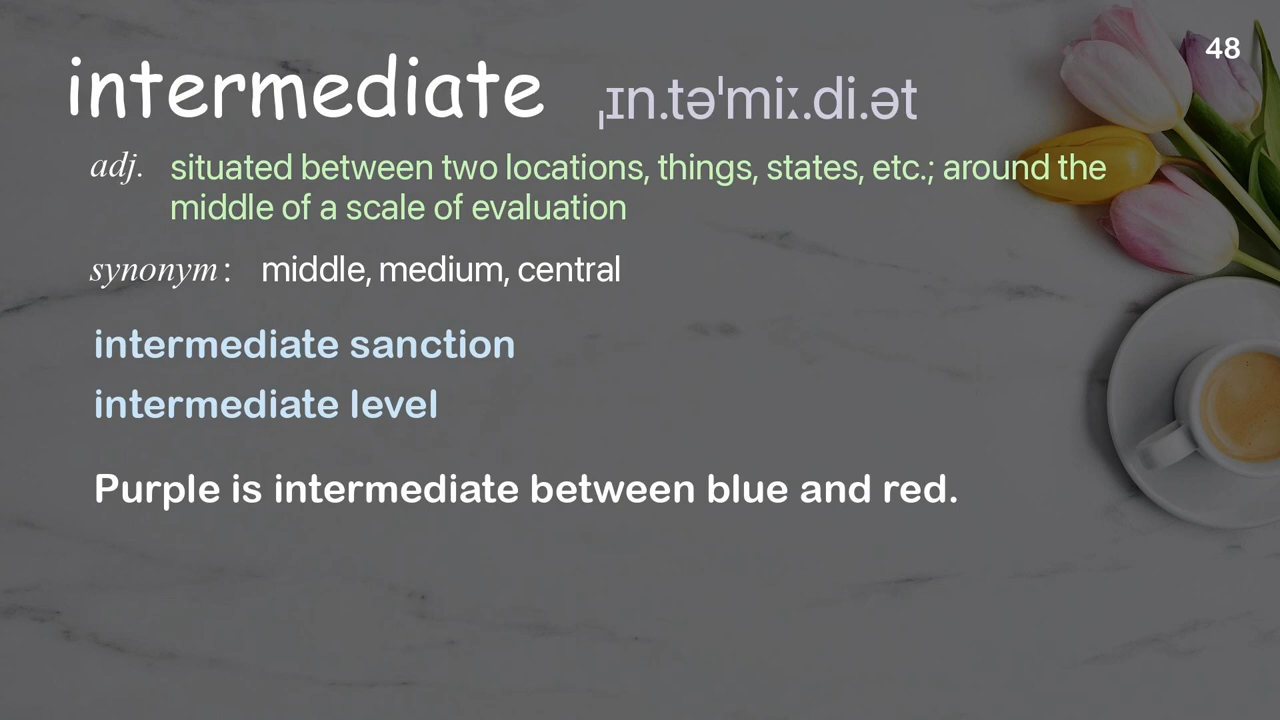 48
intermediate ˌɪn.təˈmiː.di.ət
adj. situated between two locations, things, states, etc.; around the
middle of a scale of evaluation
synonym : middle, medium, central
intermediate sanction
intermediate level
Purple is intermediate between blue and red.